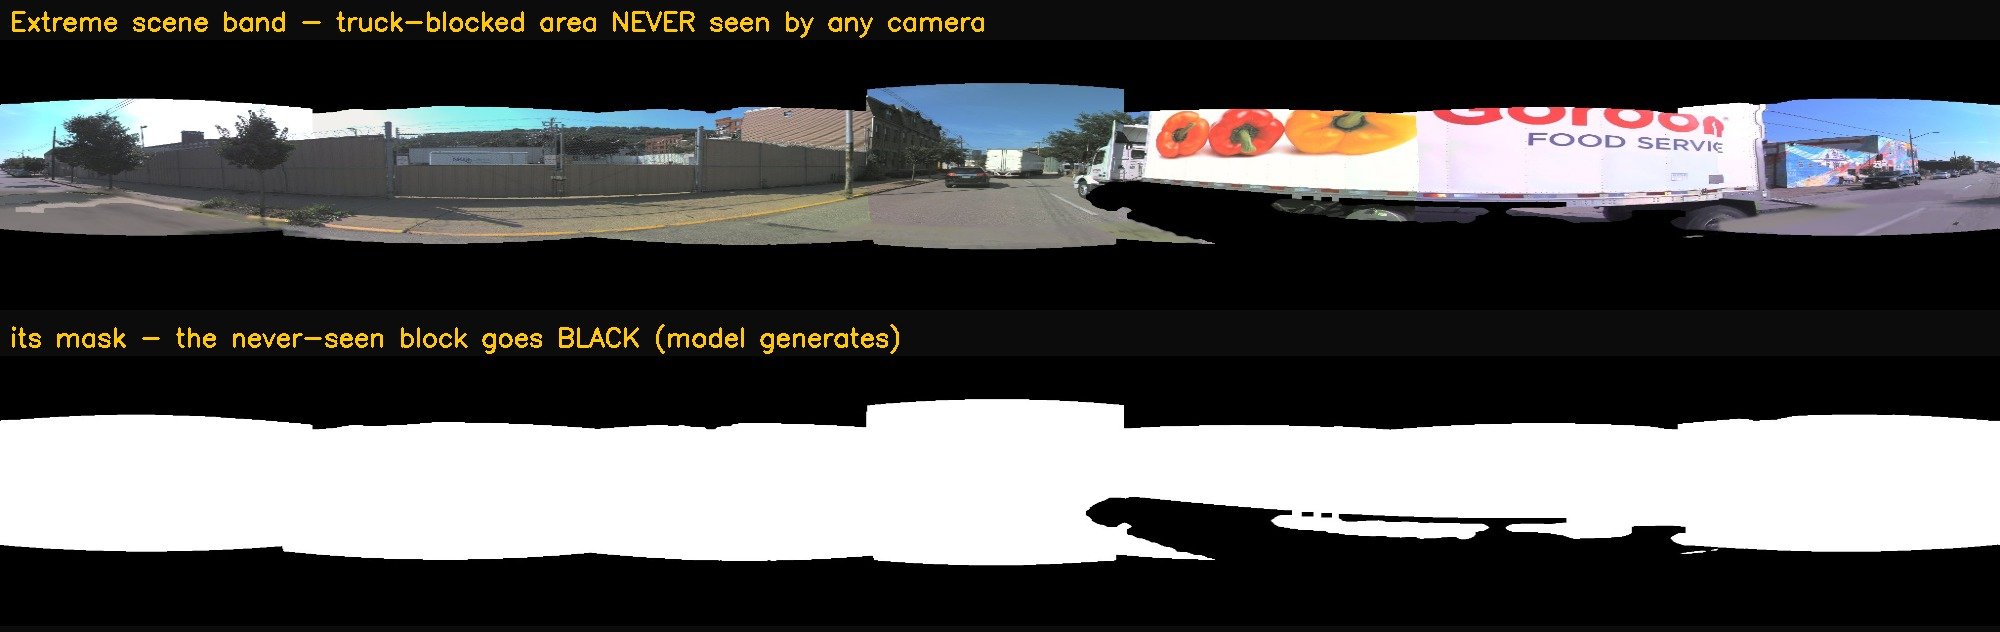 Extreme scene band — truck-blocked area NEVER seen by any camera
Gordon
FOOD SERVIC
its mask — the never-seen block goes BLACK (model generates)